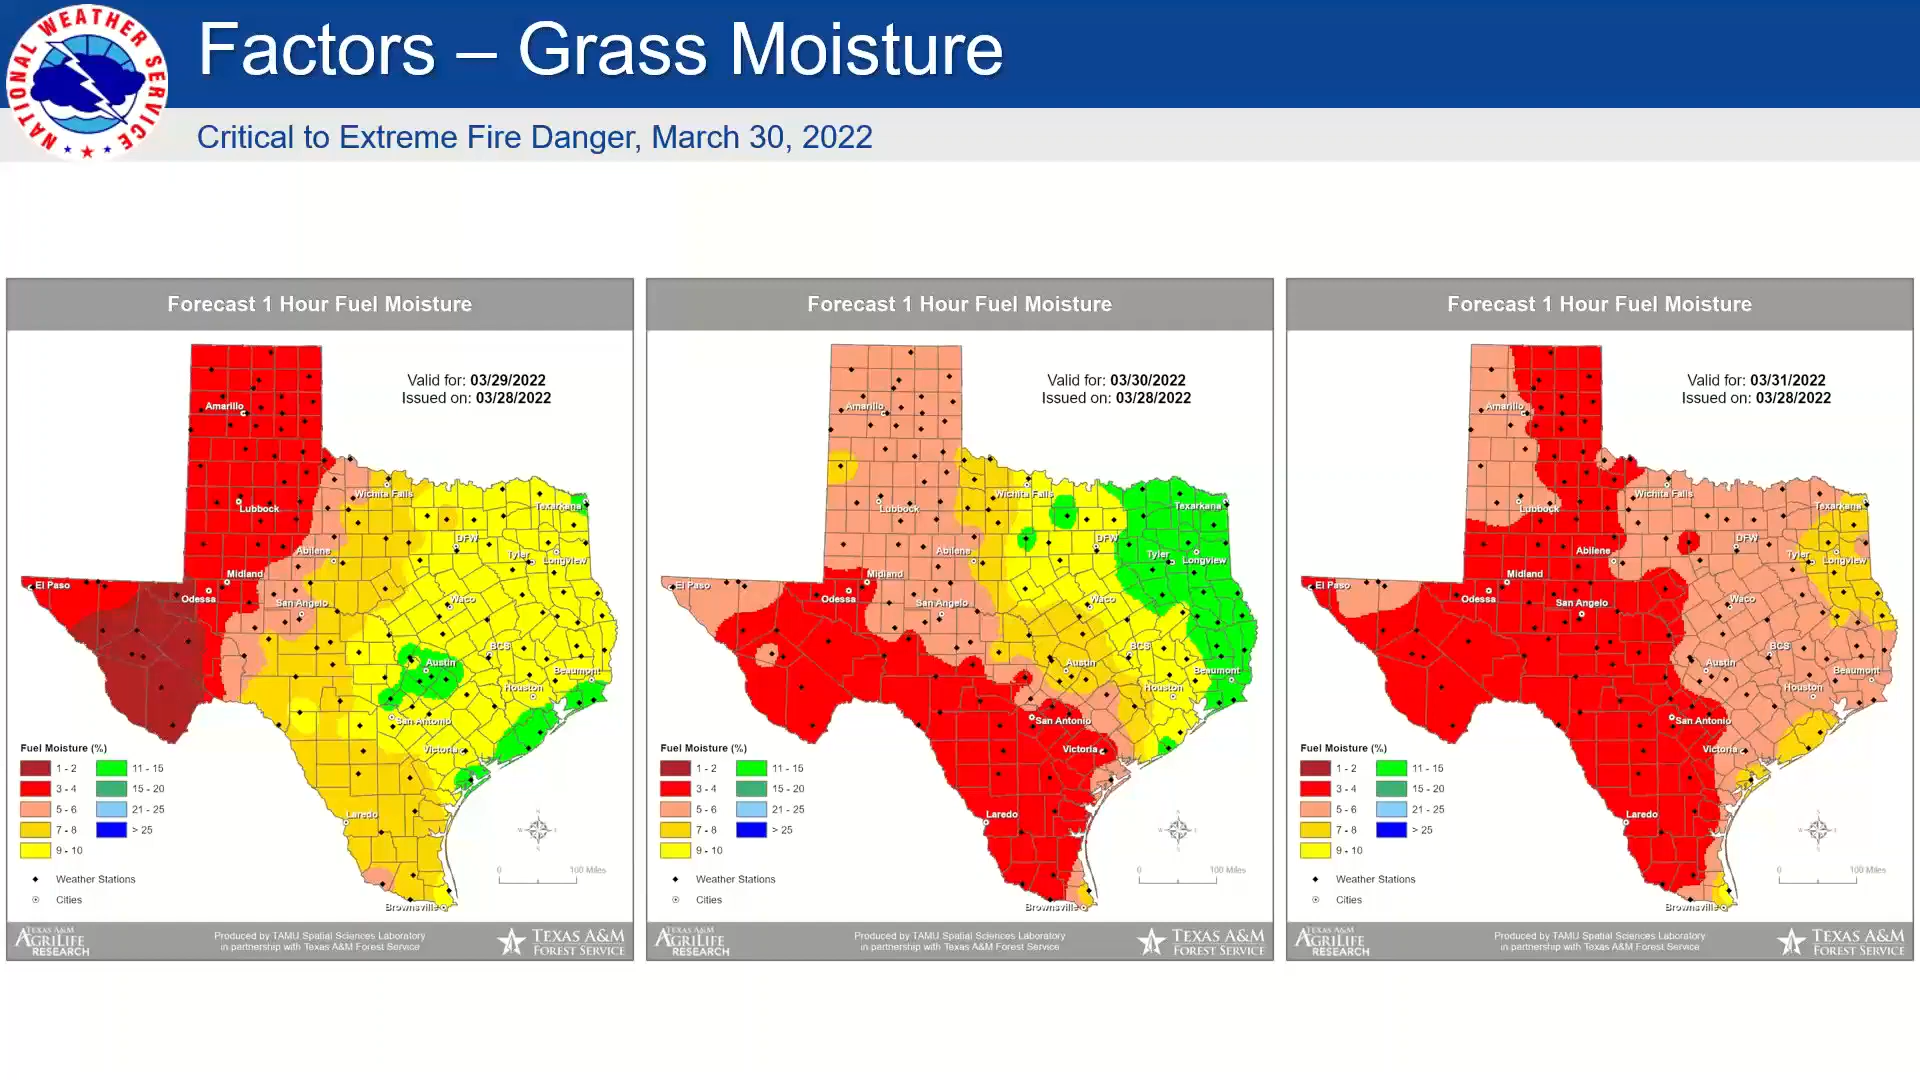 NATIONAL WEATHER SERVICE
Factors – Grass Moisture
Critical to Extreme Fire Danger, March 30, 2022
Forecast 1 Hour Fuel Moisture
Valid for: 03/29/2022
Issued on: 03/28/2022
Amarillo
Wichita Falls
Lubbock
Texarkana
DFW
Abilene
Tyler
Longview
Midland
El Paso
Odessa
San Angelo
Waco
BCS
Austin
Beaumont
Houston
San Antonio
Victoria
Laredo
Brownsville
Fuel Moisture (%)
1 - 2
11 - 15
3 - 4
15 - 20
5 - 6
21 - 25
7 - 8
> 25
9 - 10
Weather Stations
Cities
0
100 Miles
TEXAS A&M
AGRILIFE
RESEARCH
Produced by TAMU Spatial Sciences Laboratory
in partnership with Texas A&M Forest Service
TEXAS A&M
FOREST SERVICE
Forecast 1 Hour Fuel Moisture
Valid for: 03/30/2022
Issued on: 03/28/2022
Amarillo
Wichita Falls
Lubbock
Texarkana
DFW
Abilene
Tyler
Longview
Midland
El Paso
Odessa
San Angelo
Waco
BCS
Austin
Beaumont
Houston
San Antonio
Victoria
Laredo
Brownsville
Fuel Moisture (%)
1 - 2
11 - 15
3 - 4
15 - 20
5 - 6
21 - 25
7 - 8
> 25
9 - 10
Weather Stations
Cities
0
100 Miles
TEXAS A&M
AGRILIFE
RESEARCH
Produced by TAMU Spatial Sciences Laboratory
in partnership with Texas A&M Forest Service
TEXAS A&M
FOREST SERVICE
Forecast 1 Hour Fuel Moisture
Valid for: 03/31/2022
Issued on: 03/28/2022
Amarillo
Wichita Falls
Lubbock
Texarkana
DFW
Abilene
Tyler
Longview
Midland
El Paso
Odessa
San Angelo
Waco
BCS
Austin
Beaumont
Houston
San Antonio
Victoria
Laredo
Brownsville
Fuel Moisture (%)
1 - 2
11 - 15
3 - 4
15 - 20
5 - 6
21 - 25
7 - 8
> 25
9 - 10
Weather Stations
Cities
0
100 Miles
TEXAS A&M
AGRILIFE
RESEARCH
Produced by TAMU Spatial Sciences Laboratory
in partnership with Texas A&M Forest Service
TEXAS A&M
FOREST SERVICE